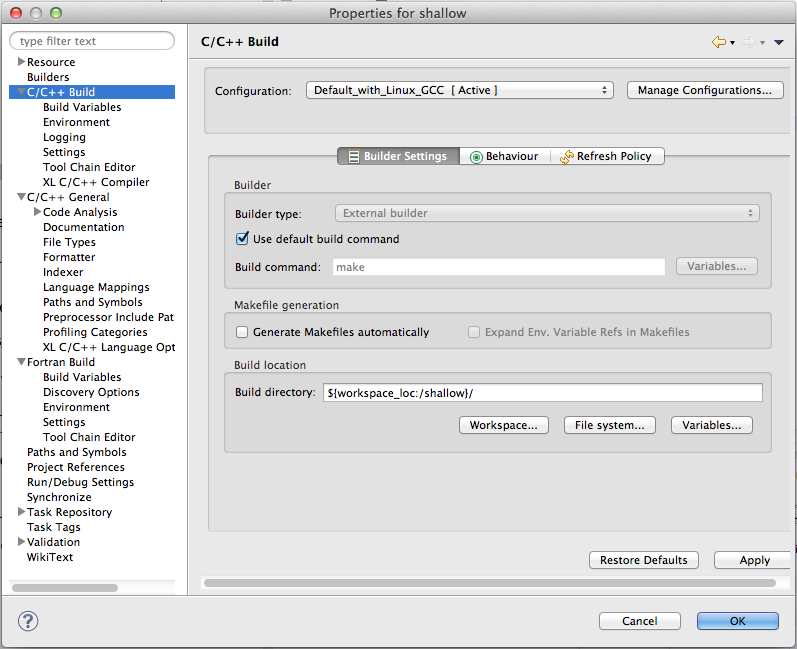 Properties for shallow
type filter text
Resource
Builders
C/C++ Build
Build Variables
Environment
Logging
Settings
Tool Chain Editor
XL C/C++ Compiler
C/C++ General
Code Analysis
Documentation
File Types
Formatter
Indexer
Language Mappings
Paths and Symbols
Preprocessor Include Pat
Profiling Categories
XL C/C++ Language Opt
Fortran Build
Build Variables
Discovery Options
Environment
Settings
Tool Chain Editor
Paths and Symbols
Project References
Run/Debug Settings
Synchronize
Task Repository
Task Tags
Validation
WikiText
C/C++ Build
Configuration: Default_with_Linux_GCC [ Active ] Manage Configurations...
Builder Settings Behaviour Refresh Policy
Builder
Builder type: External builder
Use default build command
Build command: make Variables...
Makefile generation
Generate Makefiles automatically Expand Env. Variable Refs in Makefiles
Build location
Build directory: ${workspace_loc:/shallow}/
Workspace... File system... Variables...
Restore Defaults Apply
? Cancel OK